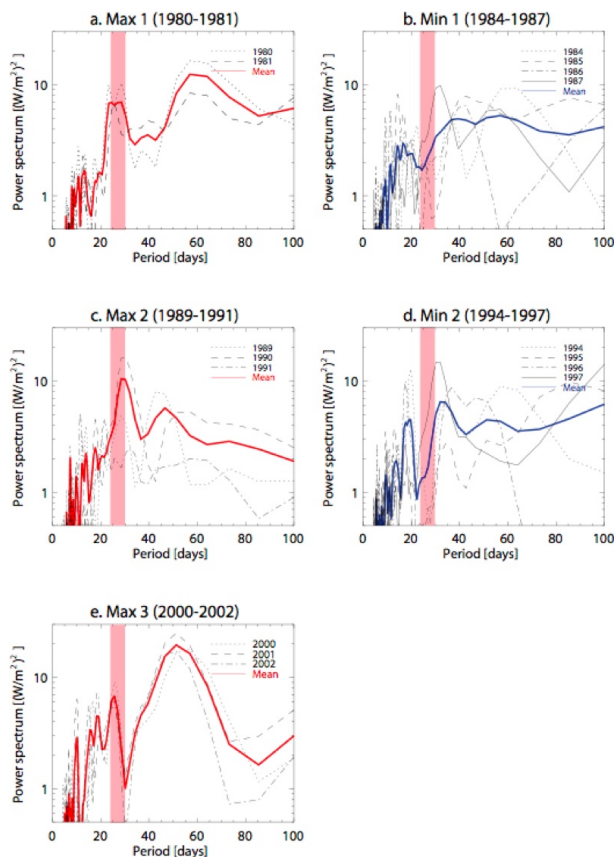 a. Max 1 (1980-1981)
Power spectrum [(W/m²)² ]
10
1
1980
1981
Mean
0 20 40 60 80 100
Period [days]
b. Min 1 (1984-1987)
Power spectrum [(W/m²)² ]
10
1
1984
1985
1986
1987
Mean
0 20 40 60 80 100
Period [days]
c. Max 2 (1989-1991)
Power spectrum [(W/m²)² ]
10
1
1989
1990
1991
Mean
0 20 40 60 80 100
Period [days]
d. Min 2 (1994-1997)
Power spectrum [(W/m²)² ]
10
1
1994
1995
1996
1997
Mean
0 20 40 60 80 100
Period [days]
e. Max 3 (2000-2002)
Power spectrum [(W/m²)² ]
10
1
2000
2001
2002
Mean
0 20 40 60 80 100
Period [days]